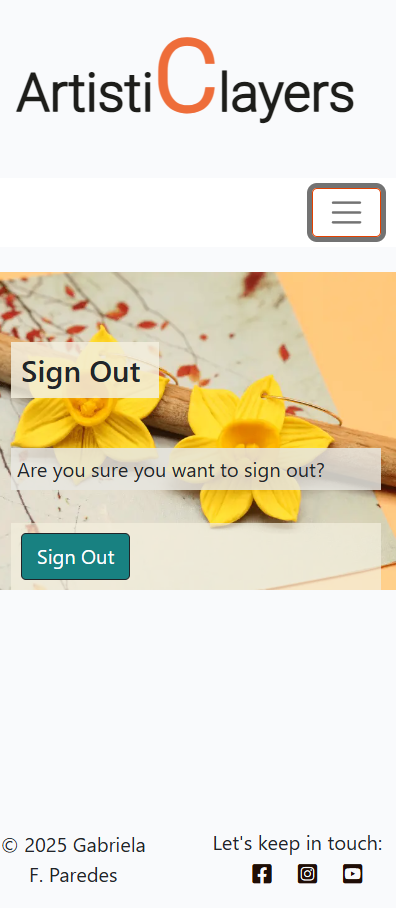 ArtistiClayers
Sign Out
Are you sure you want to sign out?
Sign Out
© 2025 Gabriela
F. Paredes
Let's keep in touch: